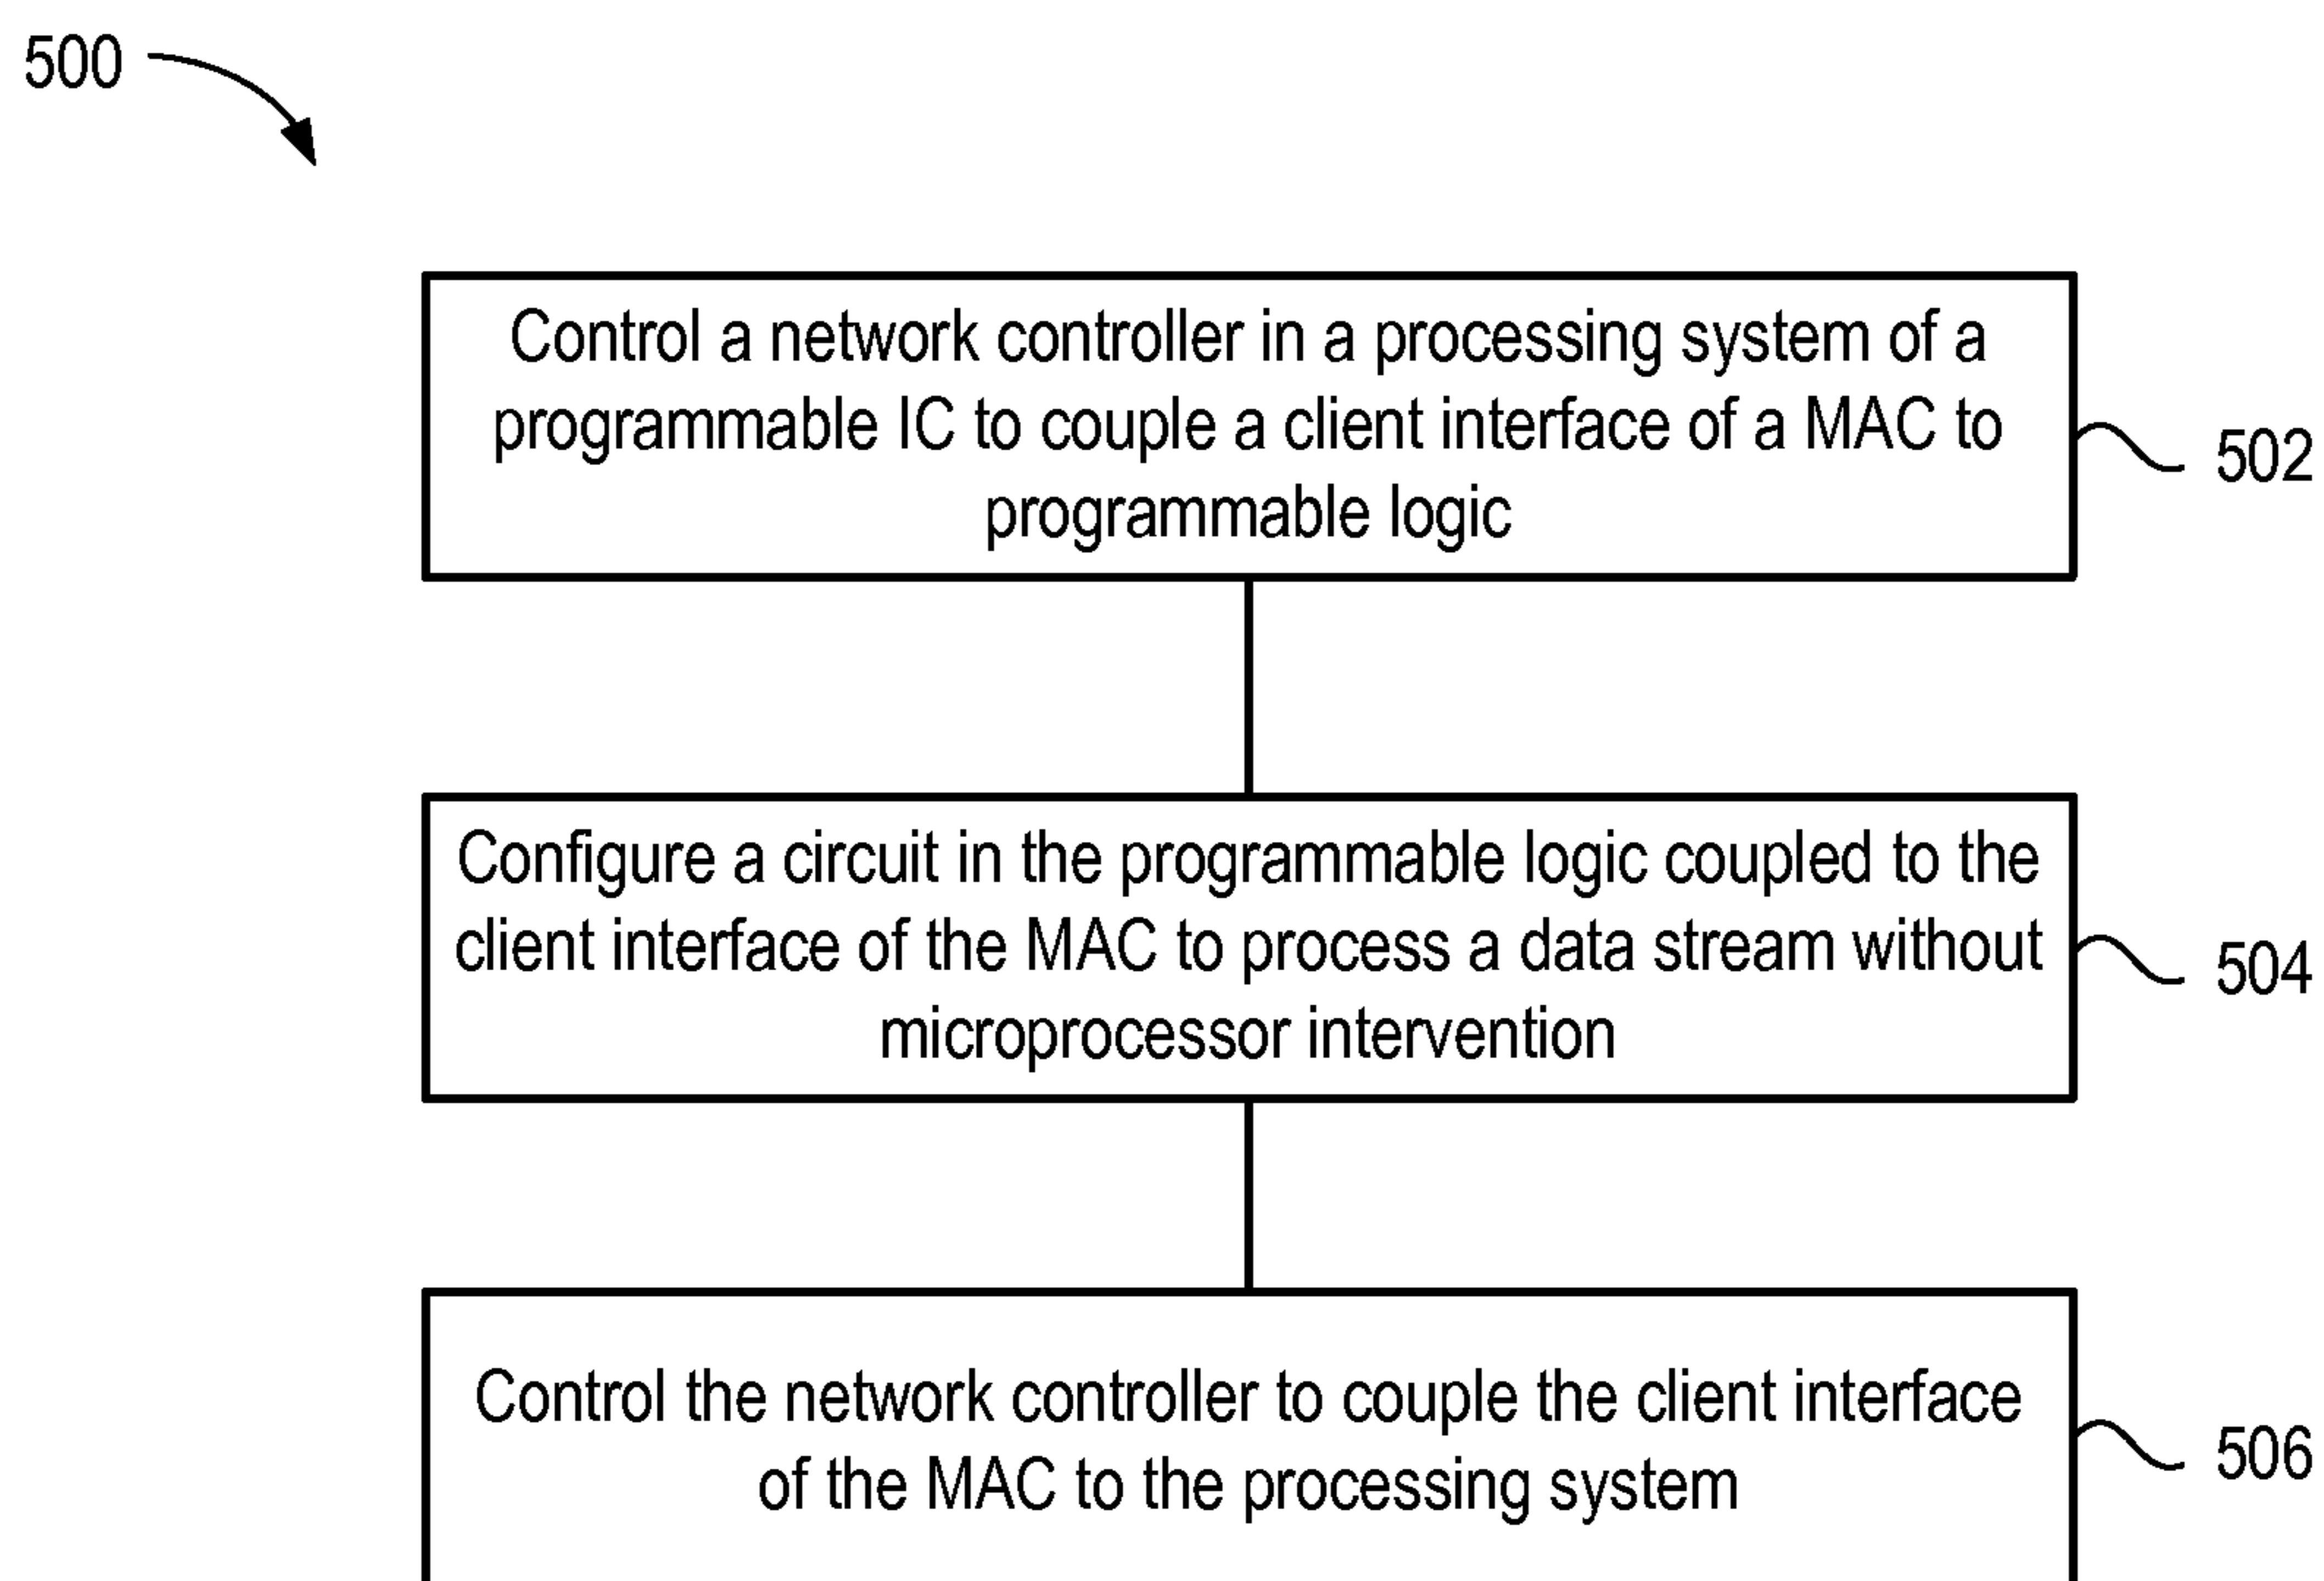 500
Control a network controller in a processing system of a
programmable IC to couple a client interface of a MAC to
programmable logic
502
Configure a circuit in the programmable logic coupled to the
client interface of the MAC to process a data stream without
microprocessor intervention
504
Control the network controller to couple the client interface
of the MAC to the processing system
506